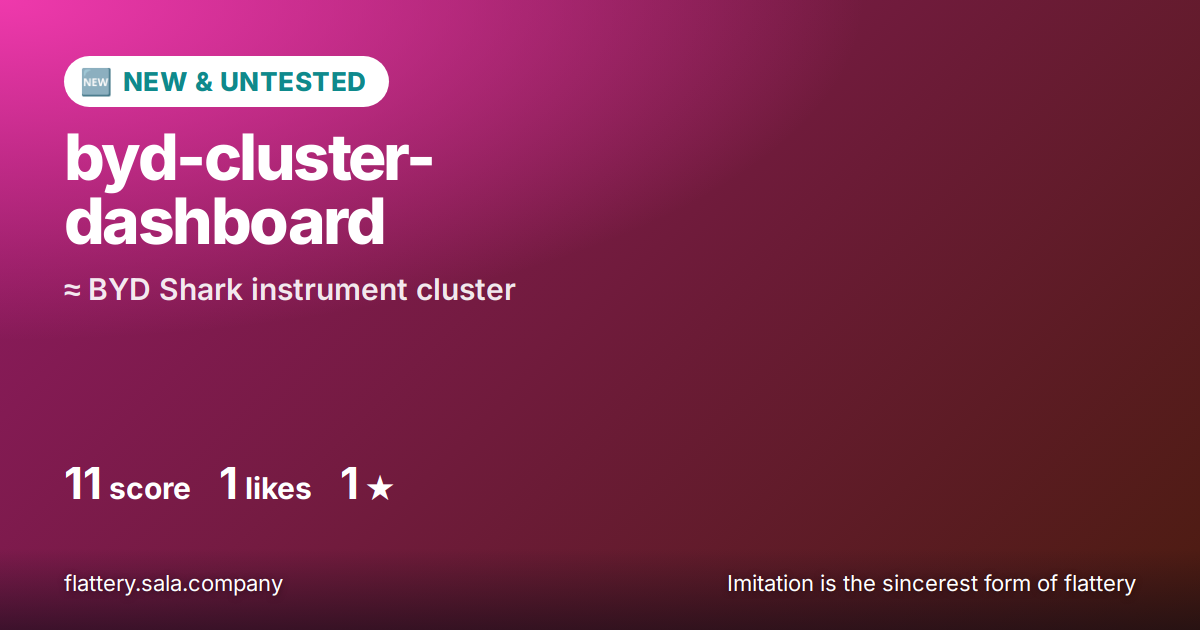 🆕 NEW & UNTESTED
byd-cluster-
dashboard
≈ BYD Shark instrument cluster
11 score 1 likes 1 ★
flattery.sala.company
Imitation is the sincerest form of flattery